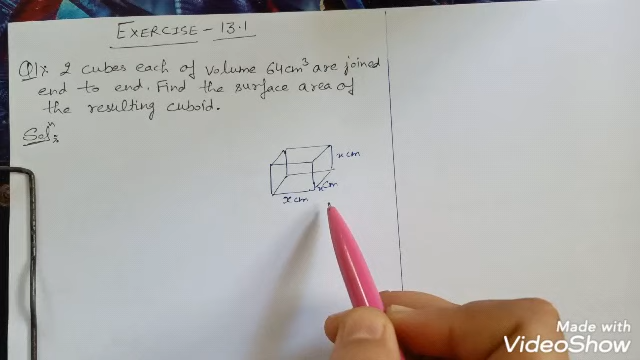 EXERCISE - 13.1
Q1x 2 cubes each of volume 64cm³ are joined
end to end. Find the surface area of
the resulting cuboid.
Solⁿ:
x cm
x cm
x cm
Made with
VideoShow